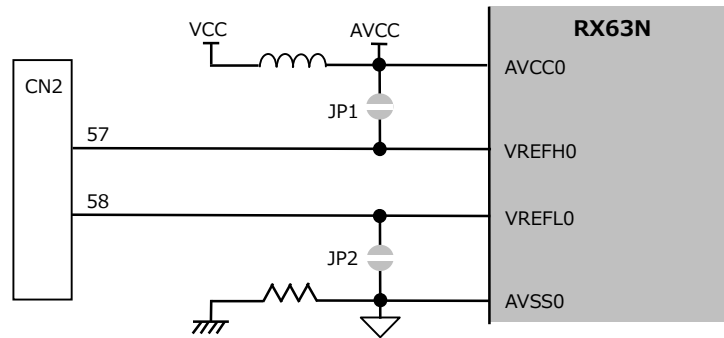 VCC
AVCC
RX63N
CN2
AVCC0
JP1
57
VREFH0
58
VREFL0
JP2
AVSS0